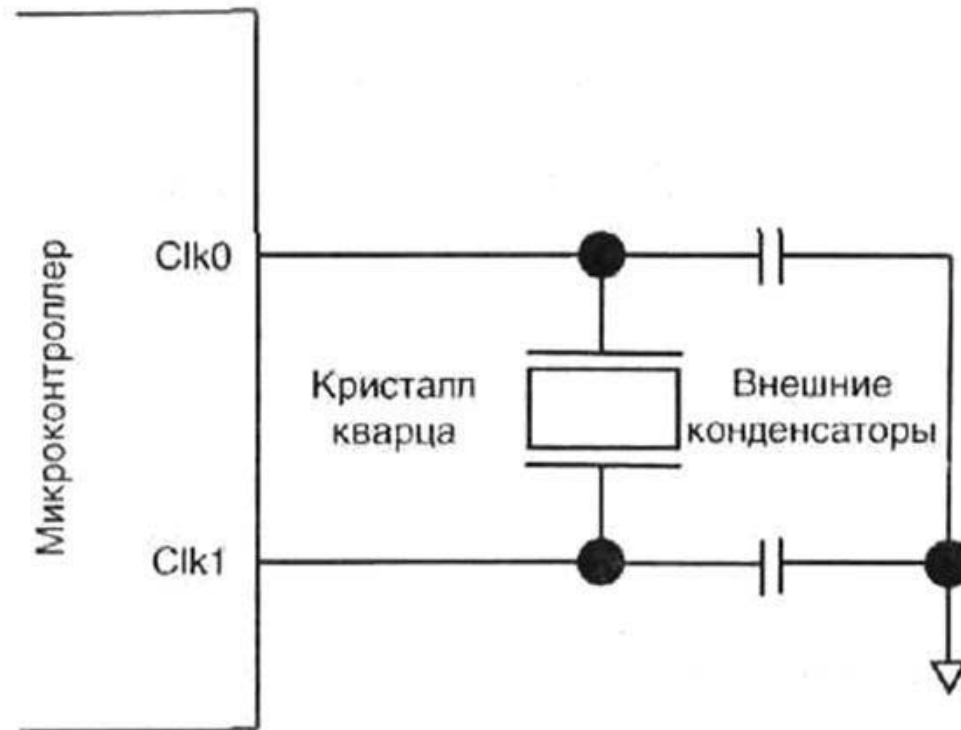 Микроконтроллер
Clk0
Кристалл
кварца
Внешние
конденсаторы
Clk1